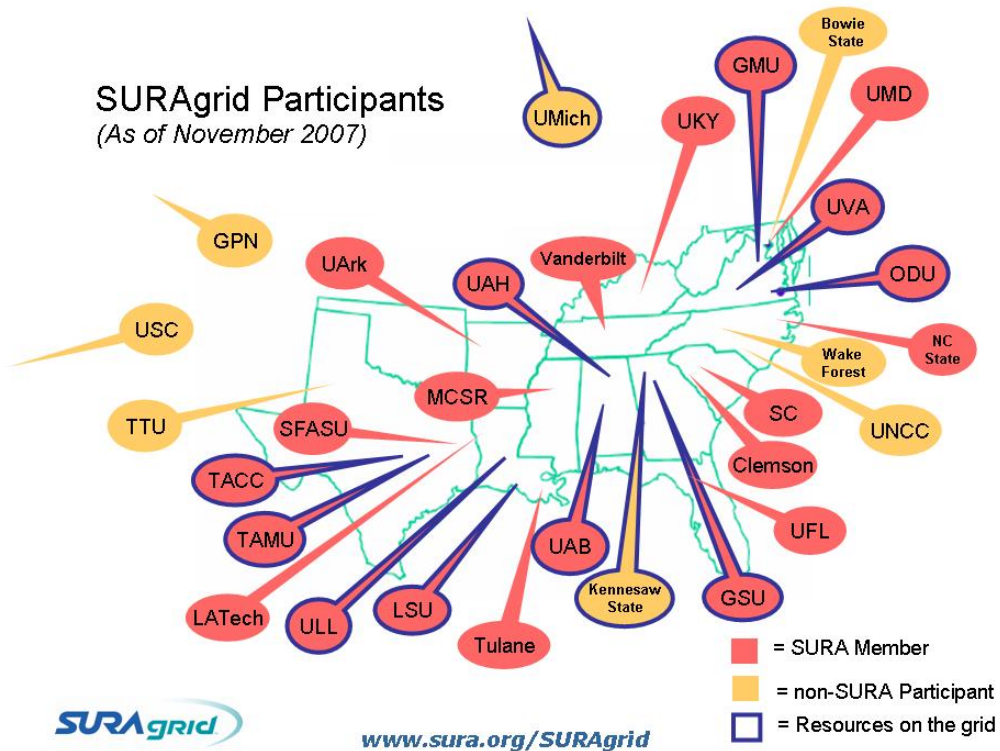 SURAgrid Participants
(As of November 2007)
Bowie
State
GMU
UMD
UMich
UKY
UVA
GPN
UArk
Vanderbilt
UAH
ODU
USC
NC
State
Wake
Forest
MCSR
TTU
SFASU
SC
UNCC
Clemson
TACC
TAMU
UAB
UFL
Kennesaw
State
GSU
LATech
ULL
LSU
Tulane
= SURA Member
= non-SURA Participant
= Resources on the grid
SURAgrid
www.sura.org/SURAgrid